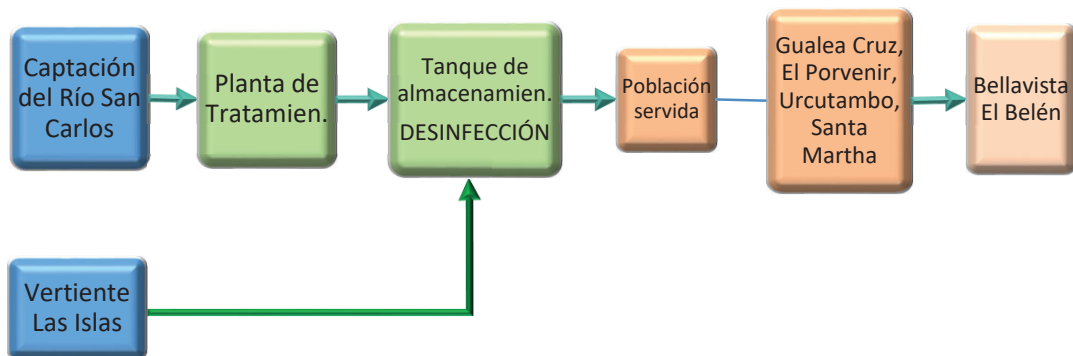 Captación
del Río San
Carlos
Planta de
Tratamien.
Tanque de
almacenamien.
DESINFECCIÓN
Población
servida
Gualea Cruz,
El Porvenir,
Urcutambo,
Santa
Martha
Bellavista
El Belén
Vertiente
Las Islas